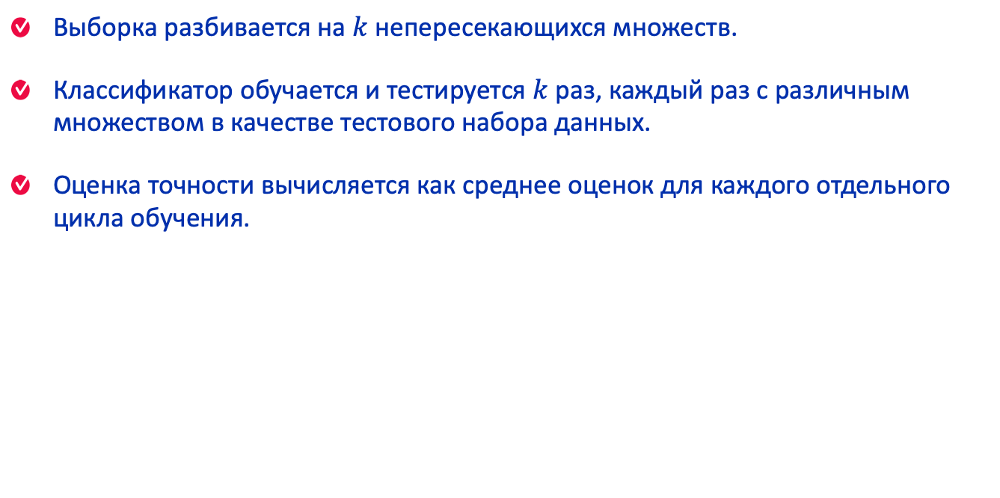 Выборка разбивается на k непересекающихся множеств.
Классификатор обучается и тестируется k раз, каждый раз с различным
множеством в качестве тестового набора данных.
Оценка точности вычисляется как среднее оценок для каждого отдельного
цикла обучения.